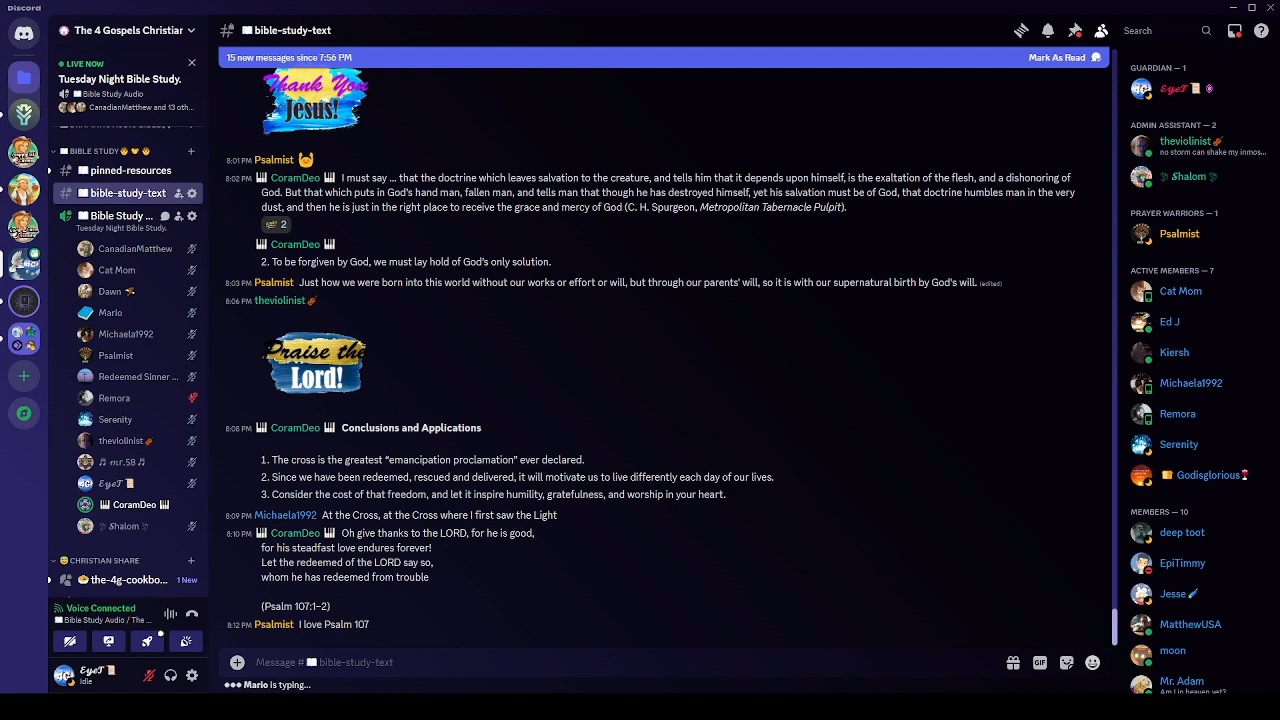 Discord
The 4 Gospels Christiar
📖bible-study-text
Search
LIVE NOW
Tuesday Night Bible Study.
📖Bible Study Audio
CanadianMatthew and 13 oth...
BIBLE STUDY
📖pinned-resources
📖bible-study-text
📖Bible Study ...
Tuesday Night Bible Study.
CanadianMatthew
Cat Mom
Dawn
Mario
Michaela1992
Psalmist
Redeemed Sinner ...
Remora
Serenity
theviolinist🎻
🎵 𝓂𝓇.58 🎵
ℰ𝓎ℯ𝒯 📜
🎹 CoramDeo 🎹
🕊 𝕊halom 🕊
CHRISTIAN SHARE
the-4g-cookbo...
1 New
Voice Connected
📖Bible Study Audio / The ...
ℰ𝓎ℯ𝒯 📜
Idle
15 new messages since 7:56 PM
Mark As Read
Thank You
Jesus!
8:01 PM Psalmist 🙌
8:02 PM 🎹 CoramDeo 🎹 I must say ... that the doctrine which leaves salvation to the creature, and tells him that it depends upon himself, is the exaltation of the flesh, and a dishonoring of
God. But that which puts in God's hand man, fallen man, and tells man that though he has destroyed himself, yet his salvation must be of God, that doctrine humbles man in the very
dust, and then he is just in the right place to receive the grace and mercy of God (C. H. Spurgeon, Metropolitan Tabernacle Pulpit).
2
🎹 CoramDeo 🎹
2. To be forgiven by God, we must lay hold of God's only solution.
8:03 PM Psalmist Just how we were born into this world without our works or effort or will, but through our parents' will, so it is with our supernatural birth by God's will. (edited)
8:06 PM theviolinist🎻
Praise the
Lord!
8:08 PM 🎹 CoramDeo 🎹 Conclusions and Applications
1. The cross is the greatest “emancipation proclamation” ever declared.
2. Since we have been redeemed, rescued and delivered, it will motivate us to live differently each day of our lives.
3. Consider the cost of that freedom, and let it inspire humility, gratefulness, and worship in your heart.
8:09 PM Michaela1992 At the Cross, at the Cross where I first saw the Light
8:10 PM 🎹 CoramDeo 🎹 Oh give thanks to the LORD, for he is good,
for his steadfast love endures forever!
Let the redeemed of the LORD say so,
whom he has redeemed from trouble
(Psalm 107:1–2)
8:12 PM Psalmist I love Psalm 107
Message #📖bible-study-text
GIF
Mario is typing...
GUARDIAN — 1
ℰ𝓎ℯ𝒯 📜
ADMIN ASSISTANT — 2
theviolinist🎻
no storm can shake my inmos...
🕊 𝕊halom 🕊
PRAYER WARRIORS — 1
Psalmist
ACTIVE MEMBERS — 7
Cat Mom
Ed J
Kiersh
Michaela1992
Remora
Serenity
🍞 Godisglorious🍷
MEMBERS — 10
deep toot
EpiTimmy
Jesse
MatthewUSA
moon
Mr. Adam
Am I in heaven yet?